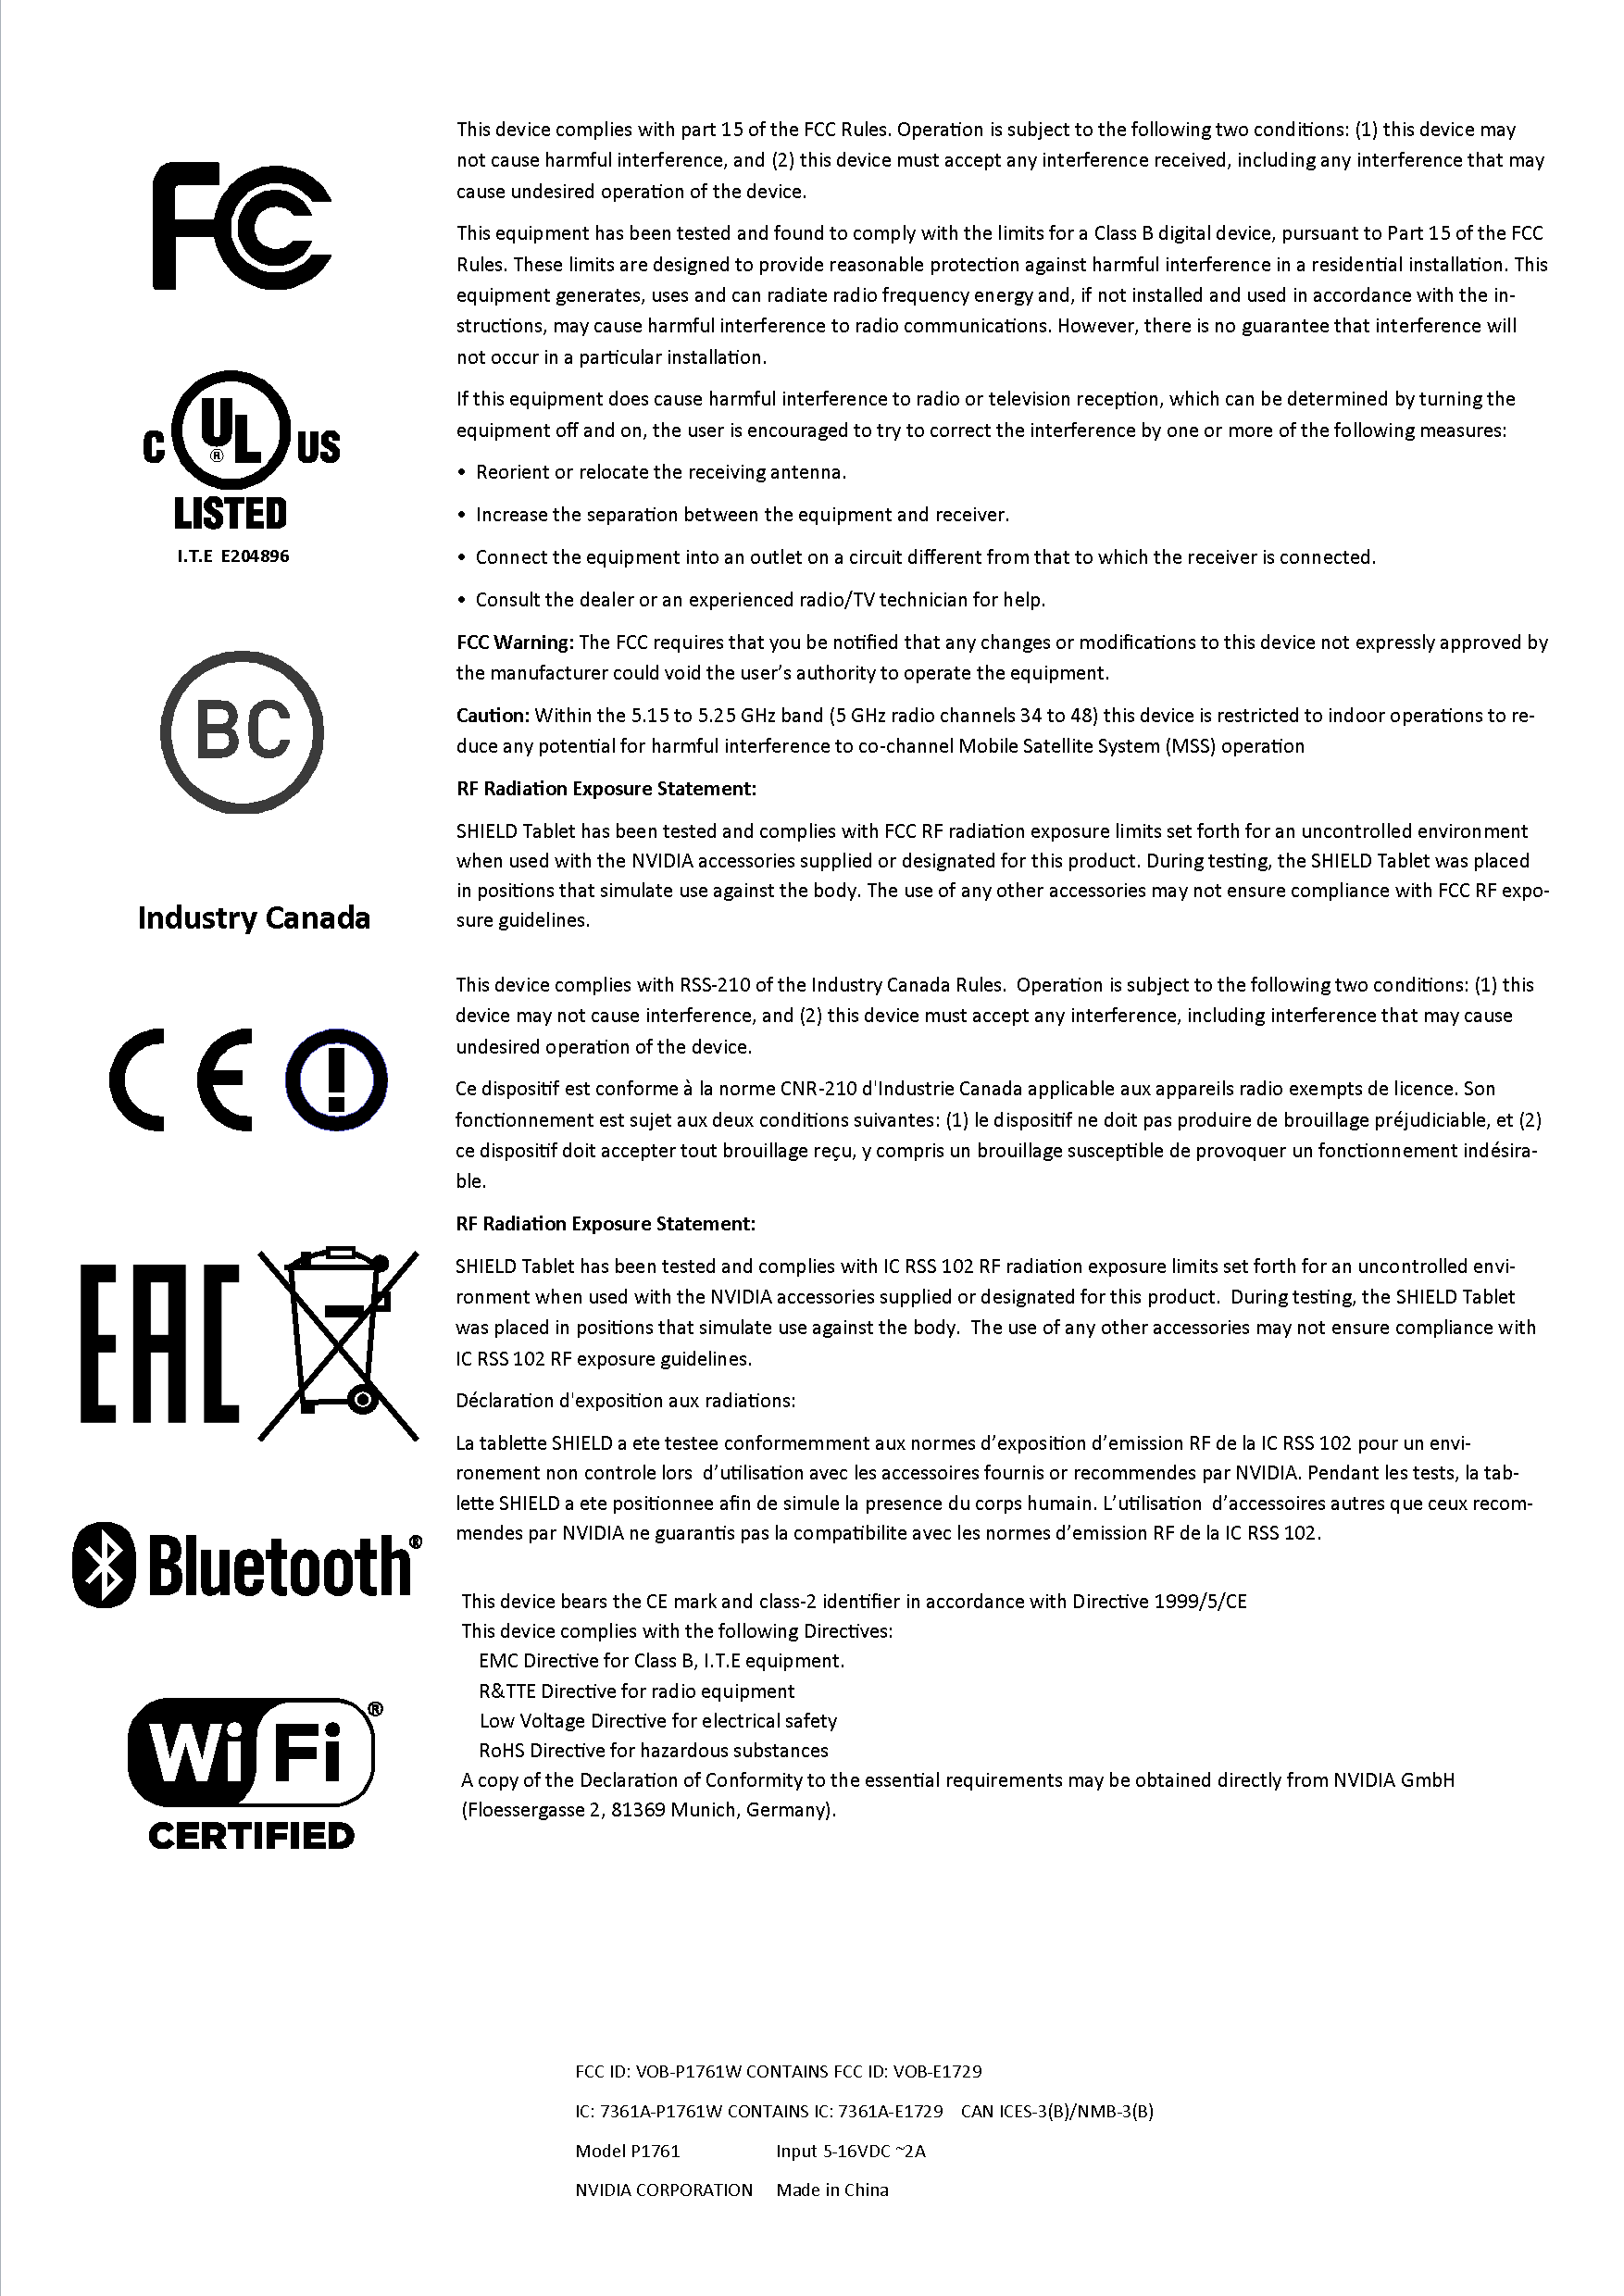 This device complies with part 15 of the FCC Rules. Operation is subject to the following two conditions: (1) this device may
not cause harmful interference, and (2) this device must accept any interference received, including any interference that may
cause undesired operation of the device.
FC
This equipment has been tested and found to comply with the limits for a Class B digital device, pursuant to Part 15 of the FCC
Rules. These limits are designed to provide reasonable protection against harmful interference in a residential installation. This
equipment generates, uses and can radiate radio frequency energy and, if not installed and used in accordance with the in-
structions, may cause harmful interference to radio communications. However, there is no guarantee that interference will
not occur in a particular installation.
If this equipment does cause harmful interference to radio or television reception, which can be determined by turning the
equipment off and on, the user is encouraged to try to correct the interference by one or more of the following measures:
C UL® US
LISTED
I.T.E E204896
• Reorient or relocate the receiving antenna.
• Increase the separation between the equipment and receiver.
• Connect the equipment into an outlet on a circuit different from that to which the receiver is connected.
• Consult the dealer or an experienced radio/TV technician for help.
FCC Warning: The FCC requires that you be notified that any changes or modifications to this device not expressly approved by
the manufacturer could void the user’s authority to operate the equipment.
BC
Caution: Within the 5.15 to 5.25 GHz band (5 GHz radio channels 34 to 48) this device is restricted to indoor operations to re-
duce any potential for harmful interference to co-channel Mobile Satellite System (MSS) operation
RF Radiation Exposure Statement:
SHIELD Tablet has been tested and complies with FCC RF radiation exposure limits set forth for an uncontrolled environment
when used with the NVIDIA accessories supplied or designated for this product. During testing, the SHIELD Tablet was placed
in positions that simulate use against the body. The use of any other accessories may not ensure compliance with FCC RF expo-
sure guidelines.
Industry Canada
This device complies with RSS-210 of the Industry Canada Rules.  Operation is subject to the following two conditions: (1) this
device may not cause interference, and (2) this device must accept any interference, including interference that may cause
undesired operation of the device.
CE !
Ce dispositif est conforme à la norme CNR-210 d'Industrie Canada applicable aux appareils radio exempts de licence. Son
fonctionnement est sujet aux deux conditions suivantes: (1) le dispositif ne doit pas produire de brouillage préjudiciable, et (2)
ce dispositif doit accepter tout brouillage reçu, y compris un brouillage susceptible de provoquer un fonctionnement indésira-
ble.
RF Radiation Exposure Statement:
SHIELD Tablet has been tested and complies with IC RSS 102 RF radiation exposure limits set forth for an uncontrolled envi-
ronment when used with the NVIDIA accessories supplied or designated for this product.  During testing, the SHIELD Tablet
was placed in positions that simulate use against the body.  The use of any other accessories may not ensure compliance with
IC RSS 102 RF exposure guidelines.
EAC
Déclaration d'exposition aux radiations:
La tablette SHIELD a ete testee conformemment aux normes d’exposition d’emission RF de la IC RSS 102 pour un envi-
ronement non controle lors  d’utilisation avec les accessoires fournis or recommendes par NVIDIA. Pendant les tests, la tab-
lette SHIELD a ete positionnee afin de simule la presence du corps humain. L’utilisation  d’accessoires autres que ceux recom-
mendes par NVIDIA ne guarantis pas la compatibilite avec les normes d’emission RF de la IC RSS 102.
Bluetooth®
This device bears the CE mark and class-2 identifier in accordance with Directive 1999/5/CE
This device complies with the following Directives:
EMC Directive for Class B, I.T.E equipment.
R&TTE Directive for radio equipment
Low Voltage Directive for electrical safety
RoHS Directive for hazardous substances
A copy of the Declaration of Conformity to the essential requirements may be obtained directly from NVIDIA GmbH
(Floessergasse 2, 81369 Munich, Germany).
Wi Fi®
CERTIFIED
FCC ID: VOB-P1761W CONTAINS FCC ID: VOB-E1729
IC: 7361A-P1761W CONTAINS IC: 7361A-E1729    CAN ICES-3(B)/NMB-3(B)
Model P1761    Input 5-16VDC ~2A
NVIDIA CORPORATION    Made in China